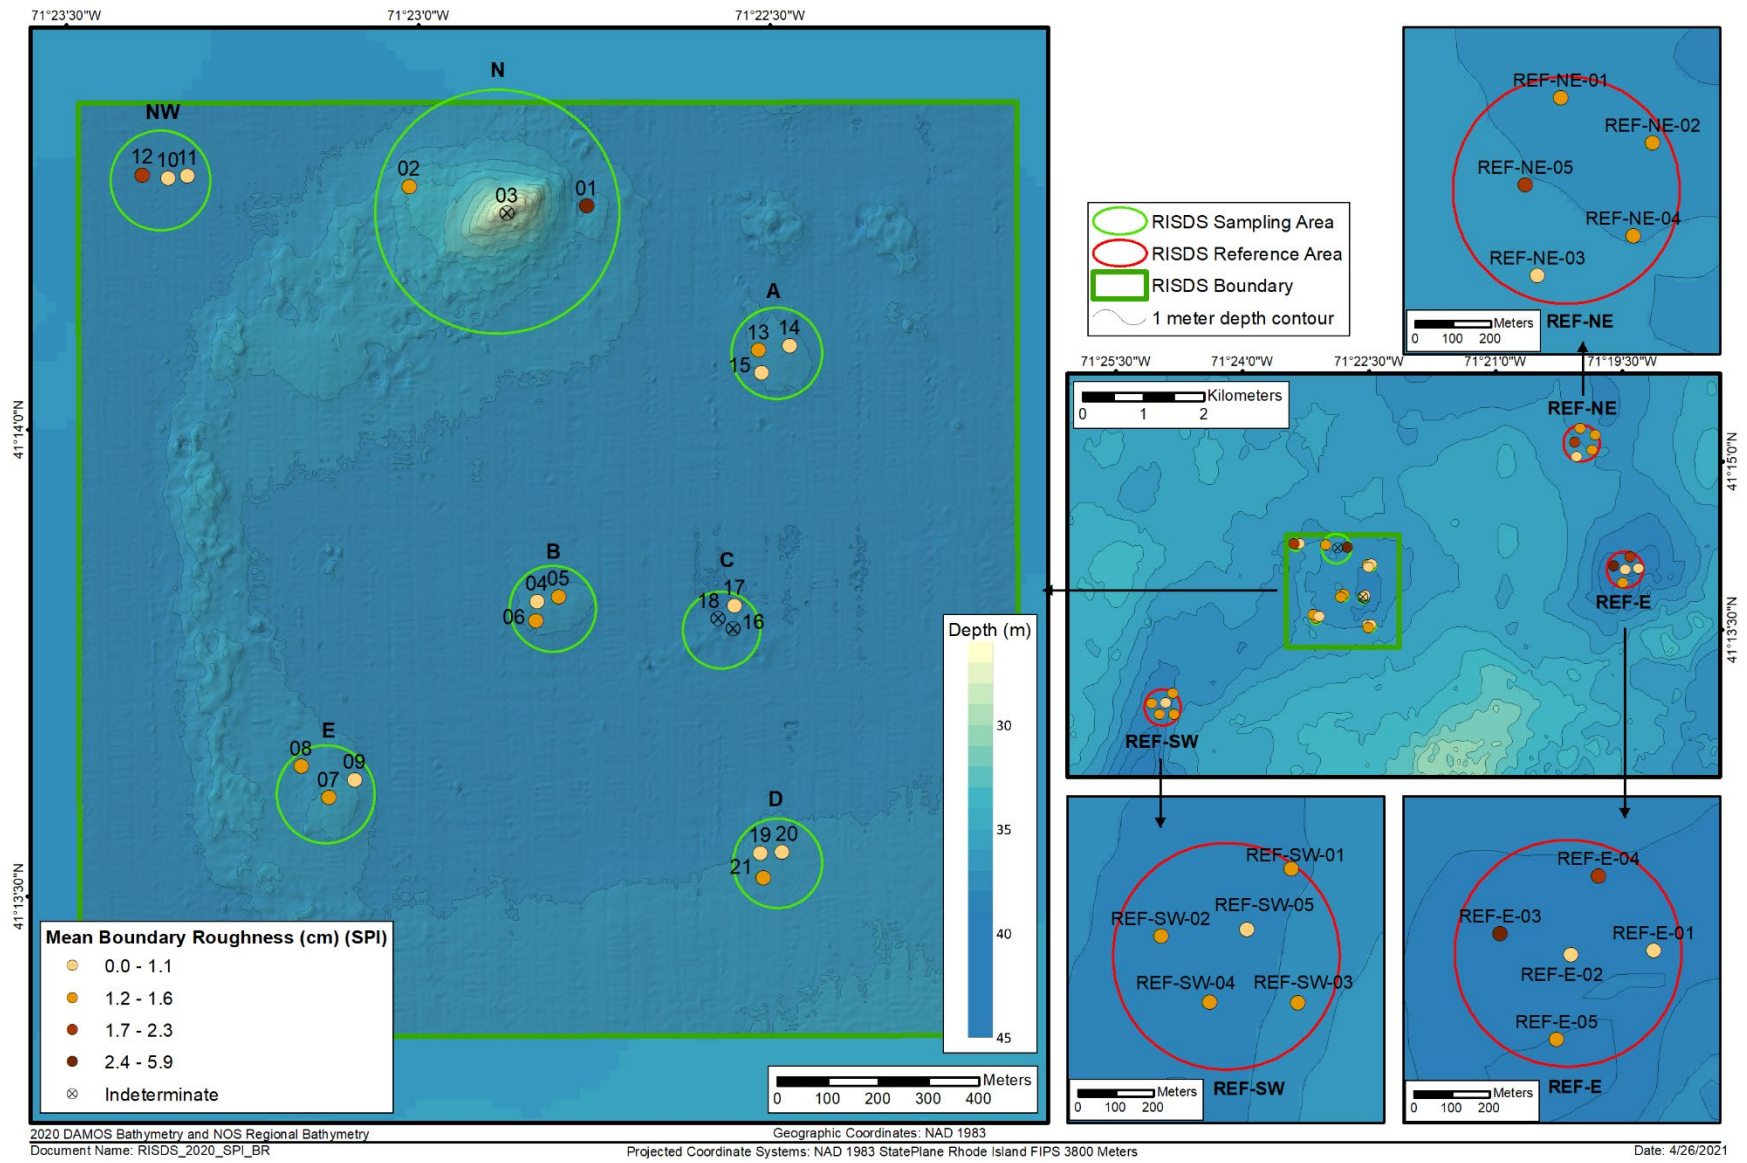 71°23'30"W
71°23'0"W
71°22'30"W
41°14'0"N
41°13'30"N
N
NW
12
10
11
02
03
01
A
13
14
15
B
04
05
06
C
18
17
16
E
08
09
07
D
19
20
21
Depth (m)
30
35
40
45
Mean Boundary Roughness (cm) (SPI)
0.0 - 1.1
1.2 - 1.6
1.7 - 2.3
2.4 - 5.9
Indeterminate
Meters
0 100 200 300 400
RISDS Sampling Area
RISDS Reference Area
RISDS Boundary
1 meter depth contour
REF-NE-01
REF-NE-02
REF-NE-05
REF-NE-04
REF-NE-03
Meters
0 100 200
REF-NE
71°25'30"W
71°24'0"W
71°22'30"W
71°21'0"W
71°19'30"W
Kilometers
0 1 2
REF-NE
REF-E
REF-SW
41°15'0"N
41°13'30"N
REF-SW-01
REF-SW-05
REF-SW-02
REF-SW-04
REF-SW-03
Meters
0 100 200
REF-SW
REF-E-04
REF-E-03
REF-E-01
REF-E-02
REF-E-05
Meters
0 100 200
REF-E
2020 DAMOS Bathymetry and NOS Regional Bathymetry
Geographic Coordinates: NAD 1983
Document Name: RISDS_2020_SPI_BR
Projected Coordinate Systems: NAD 1983 StatePlane Rhode Island FIPS 3800 Meters
Date: 4/26/2021